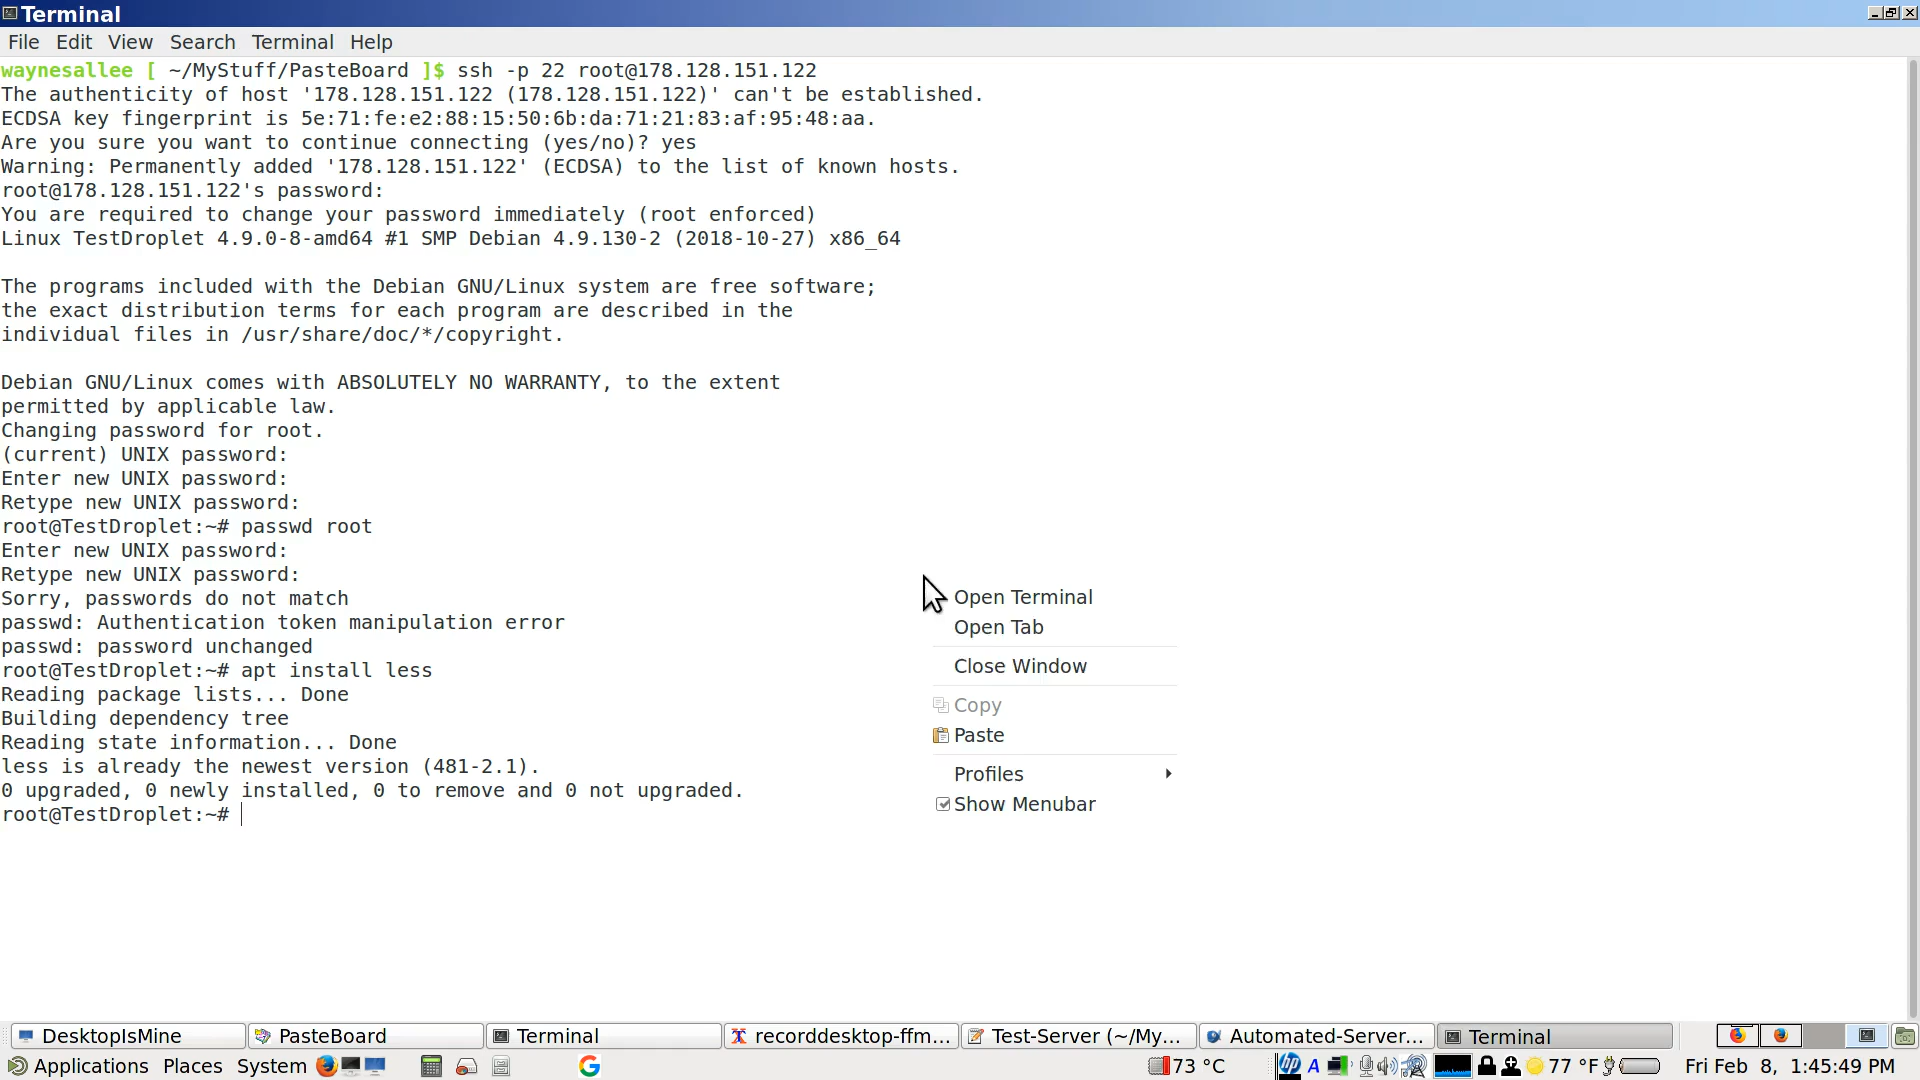 Terminal
File Edit View Search Terminal Help
waynesallee [ ~/MyStuff/PasteBoard ]$ ssh -p 22 root@178.128.151.122
The authenticity of host '178.128.151.122 (178.128.151.122)' can't be established.
ECDSA key fingerprint is 5e:71:fe:e2:88:15:50:6b:da:71:21:83:af:95:48:aa.
Are you sure you want to continue connecting (yes/no)? yes
Warning: Permanently added '178.128.151.122' (ECDSA) to the list of known hosts.
root@178.128.151.122's password:
You are required to change your password immediately (root enforced)
Linux TestDroplet 4.9.0-8-amd64 #1 SMP Debian 4.9.130-2 (2018-10-27) x86_64
The programs included with the Debian GNU/Linux system are free software;
the exact distribution terms for each program are described in the
individual files in /usr/share/doc/*/copyright.
Debian GNU/Linux comes with ABSOLUTELY NO WARRANTY, to the extent
permitted by applicable law.
Changing password for root.
(current) UNIX password:
Enter new UNIX password:
Retype new UNIX password:
root@TestDroplet:~# passwd root
Enter new UNIX password:
Retype new UNIX password:
Sorry, passwords do not match
passwd: Authentication token manipulation error
passwd: password unchanged
root@TestDroplet:~# apt install less
Reading package lists... Done
Building dependency tree
Reading state information... Done
less is already the newest version (481-2.1).
0 upgraded, 0 newly installed, 0 to remove and 0 not upgraded.
root@TestDroplet:~#
Open Terminal
Open Tab
Close Window
Copy
Paste
Profiles
Show Menubar
DesktopIsMine PasteBoard Terminal recorddesktop-ffm... Test-Server (~/My... Automated-Server... Terminal
Applications Places System G 73 °C hp A 77 °F Fri Feb 8, 1:45:49 PM